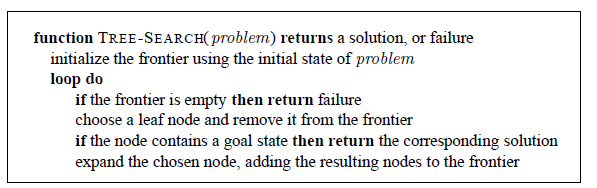 function TREE-SEARCH(problem) returns a solution, or failure
initialize the frontier using the initial state of problem
loop do
if the frontier is empty then return failure
choose a leaf node and remove it from the frontier
if the node contains a goal state then return the corresponding solution
expand the chosen node, adding the resulting nodes to the frontier